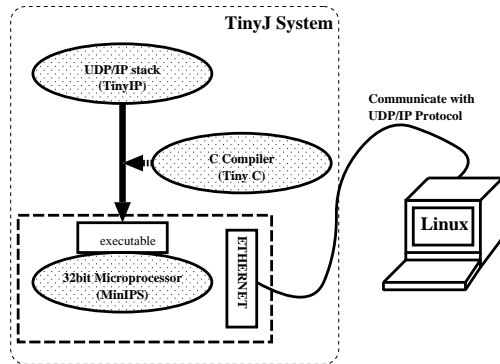 TinyJ System
UDP/IP stack
(TinyIP)
Communicate with
UDP/IP Protocol
C Compiler
(Tiny C)
executable
ETHERNET
32bit Microprocessor
(MinIPS)
Linux